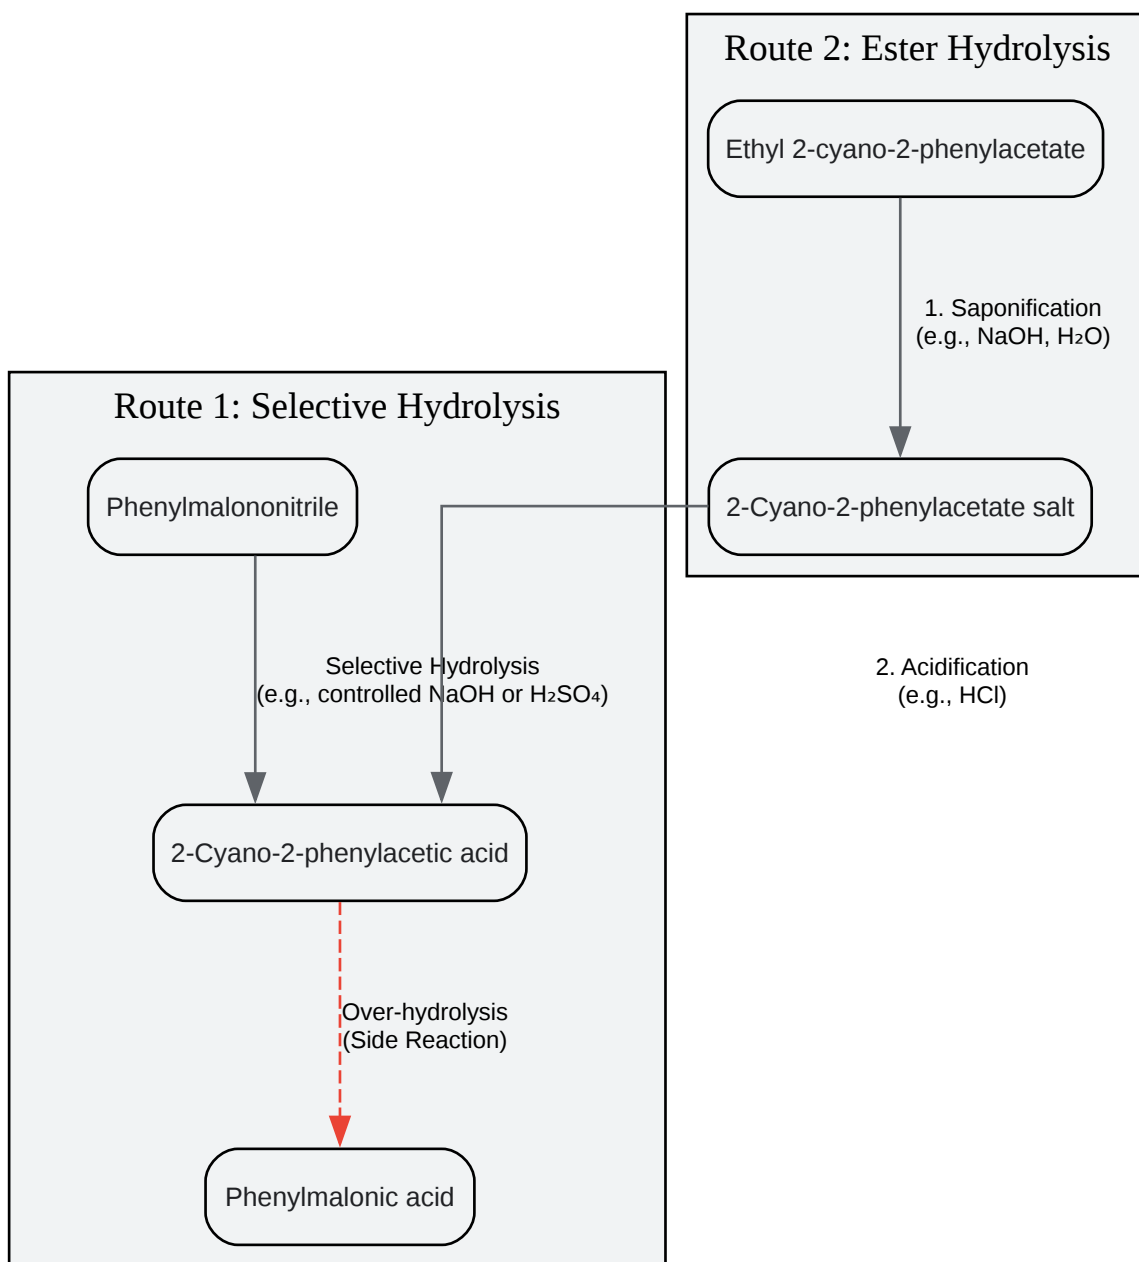 Route 2: Ester Hydrolysis
Ethyl 2-cyano-2-phenylacetate
1. Saponification
(e.g., NaOH, H₂O)
2-Cyano-2-phenylacetate salt
2. Acidification
(e.g., HCl)
Route 1: Selective Hydrolysis
Phenylmalononitrile
Selective Hydrolysis
(e.g., controlled NaOH or H₂SO₄)
2-Cyano-2-phenylacetic acid
Over-hydrolysis
(Side Reaction)
Phenylmalonic acid